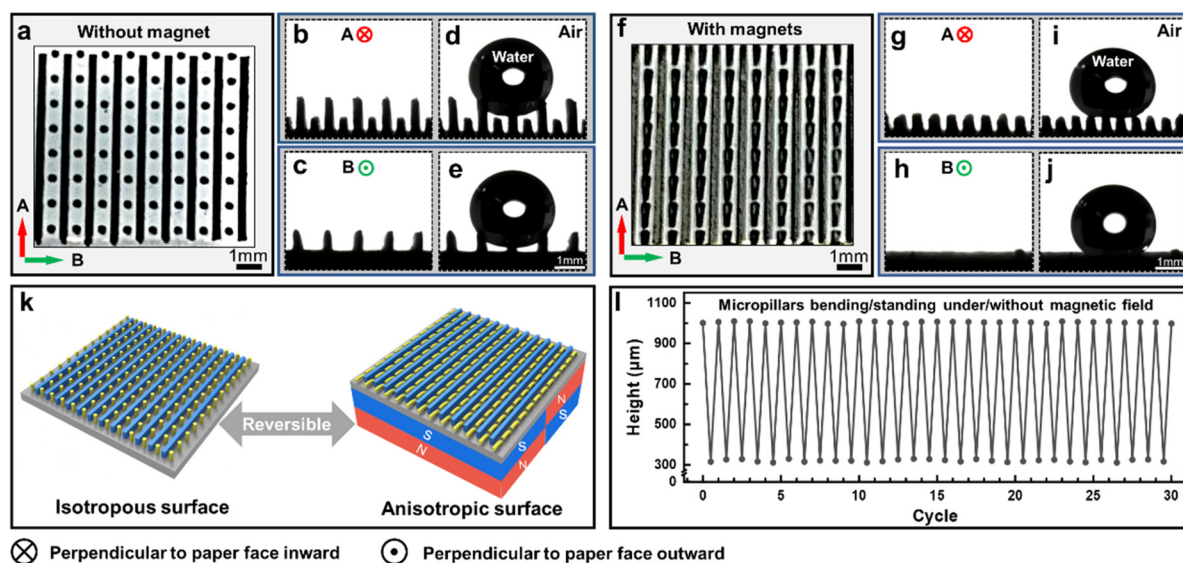 a
Without magnet
A
B
1mm
b
A
c
B
d
Air
Water
e
1mm
f
With magnets
A
B
1mm
g
A
h
B
i
Air
Water
j
1mm
k
Reversible
S
N
N
S
S
N
Isotropous surface
Anisotropic surface
l
Micropillars bending/standing under/without magnetic field
Height (μm)
1100
900
700
500
300
0
0 5 10 15 20 25 30
Cycle
Perpendicular to paper face inward
Perpendicular to paper face outward